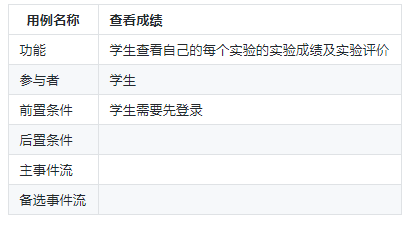 用例名称 查看成绩
功能 学生查看自己的每个实验的实验成绩及实验评价
参与者 学生
前置条件 学生需要先登录
后置条件
主事件流
备选事件流